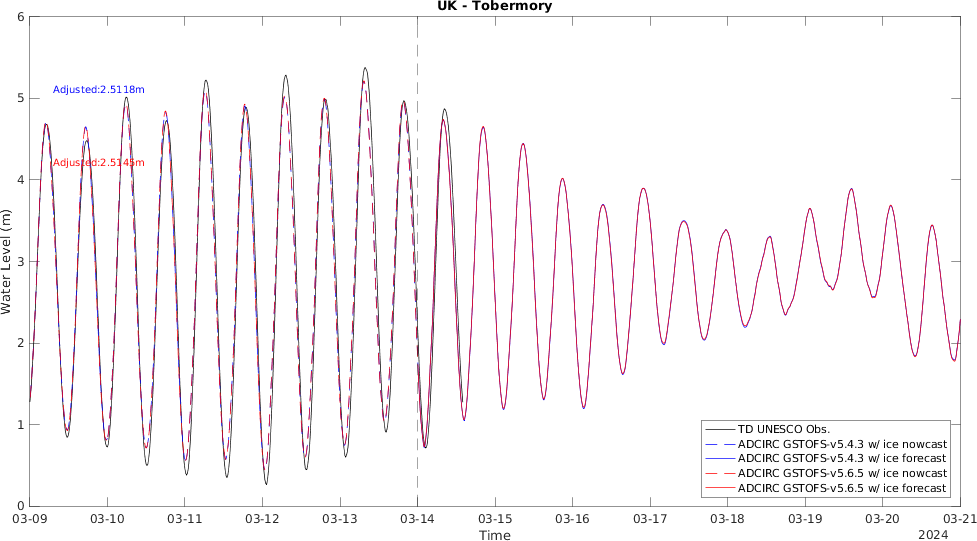 UK - Tobermory
6
5
4
3
2
1
0
Water Level (m)
Adjusted:2.5118m
Adjusted:2.5145m
TD UNESCO Obs.
ADCIRC GSTOFS-v5.4.3 w/ ice nowcast
ADCIRC GSTOFS-v5.4.3 w/ ice forecast
ADCIRC GSTOFS-v5.6.5 w/ ice nowcast
ADCIRC GSTOFS-v5.6.5 w/ ice forecast
03-09 03-10 03-11 03-12 03-13 03-14 03-15 03-16 03-17 03-18 03-19 03-20 03-21
Time
2024